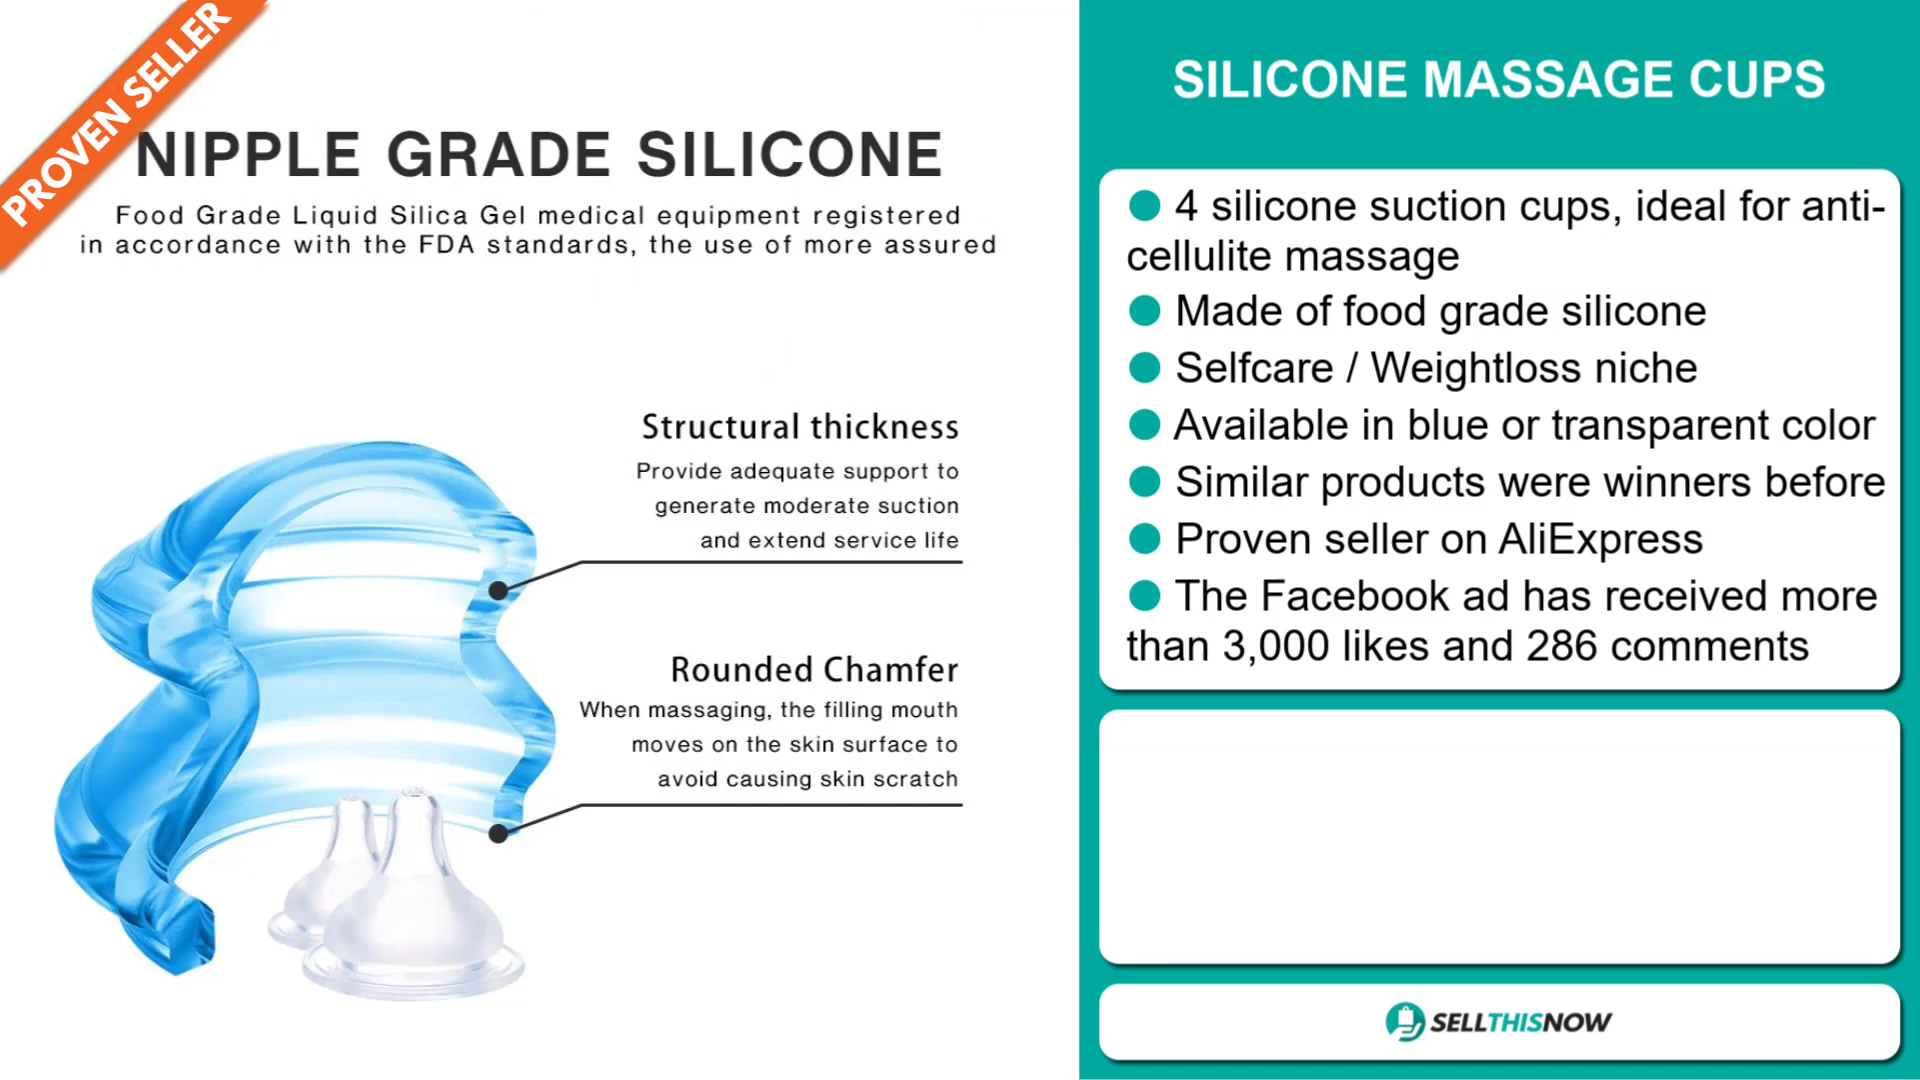 PROVEN SELLER
NIPPLE GRADE SILICONE
Food Grade Liquid Silica Gel medical equipment registered
in accordance with the FDA standards, the use of more assured
Structural thickness
Provide adequate support to
generate moderate suction
and extend service life
Rounded Chamfer
When massaging, the filling mouth
moves on the skin surface to
avoid causing skin scratch
SILICONE MASSAGE CUPS
● 4 silicone suction cups, ideal for anti-
cellulite massage
● Made of food grade silicone
● Selfcare / Weightloss niche
● Available in blue or transparent color
● Similar products were winners before
● Proven seller on AliExpress
● The Facebook ad has received more
than 3,000 likes and 286 comments
SELLTHISNOW